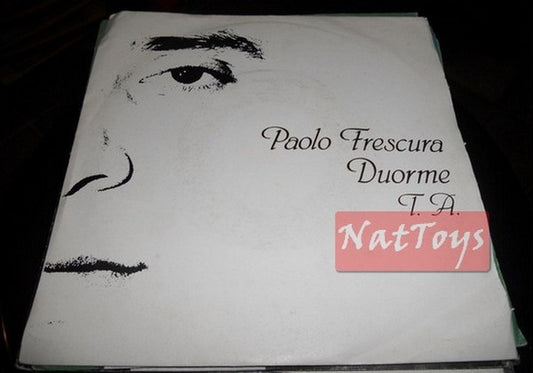 Paolo Frescura
Duorme
T. A.
NatToys